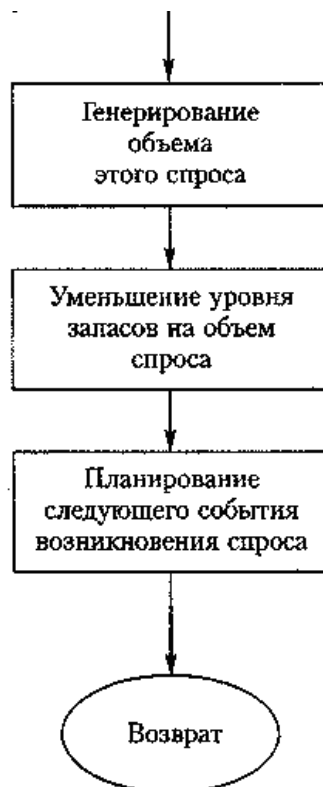 Генерирование
объема
этого спроса
Уменьшение уровня
запасов на объем
спроса
Планирование
следующего события
возникновения спроса
Возврат